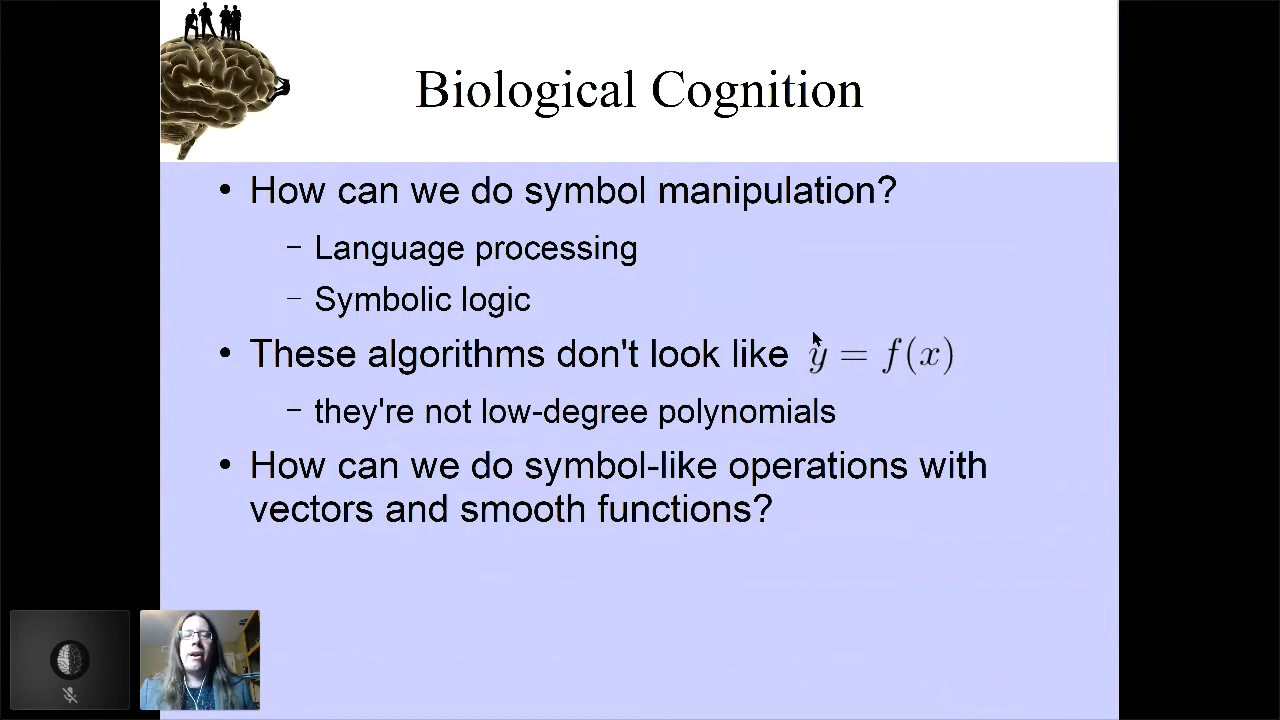 Biological Cognition
• How can we do symbol manipulation?
– Language processing
– Symbolic logic
• These algorithms don't look like y = f(x)
– they're not low-degree polynomials
• How can we do symbol-like operations with
vectors and smooth functions?